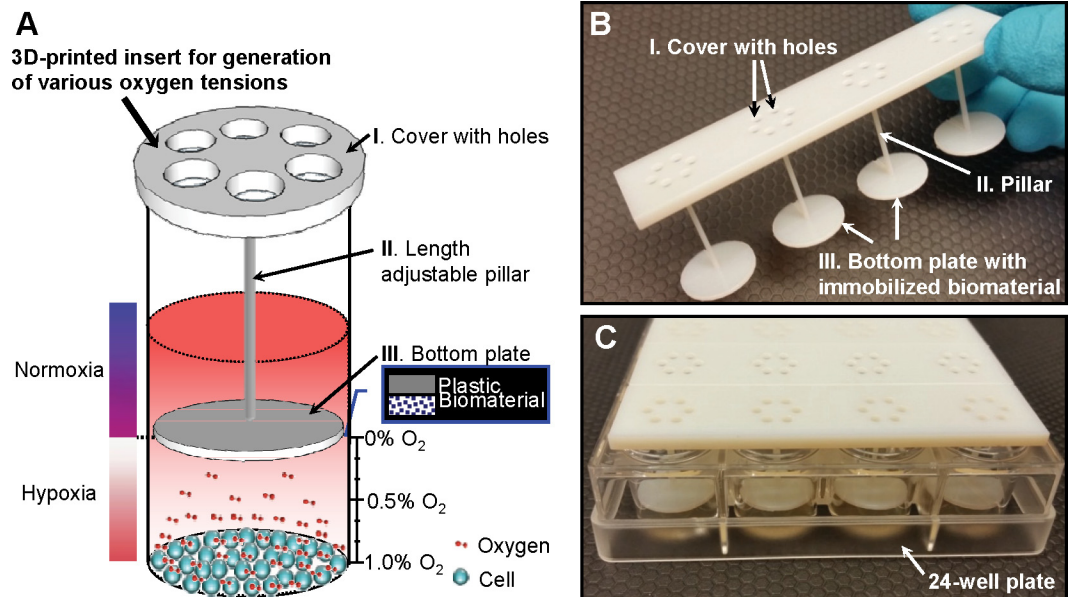 A
3D-printed insert for generation
of various oxygen tensions
I. Cover with holes
II. Length
adjustable pillar
III. Bottom plate
Plastic
Biomaterial
Normoxia
Hypoxia
0% O2
0.5% O2
1.0% O2
Oxygen
Cell
B
I. Cover with holes
II. Pillar
III. Bottom plate with
immobilized biomaterial
C
24-well plate